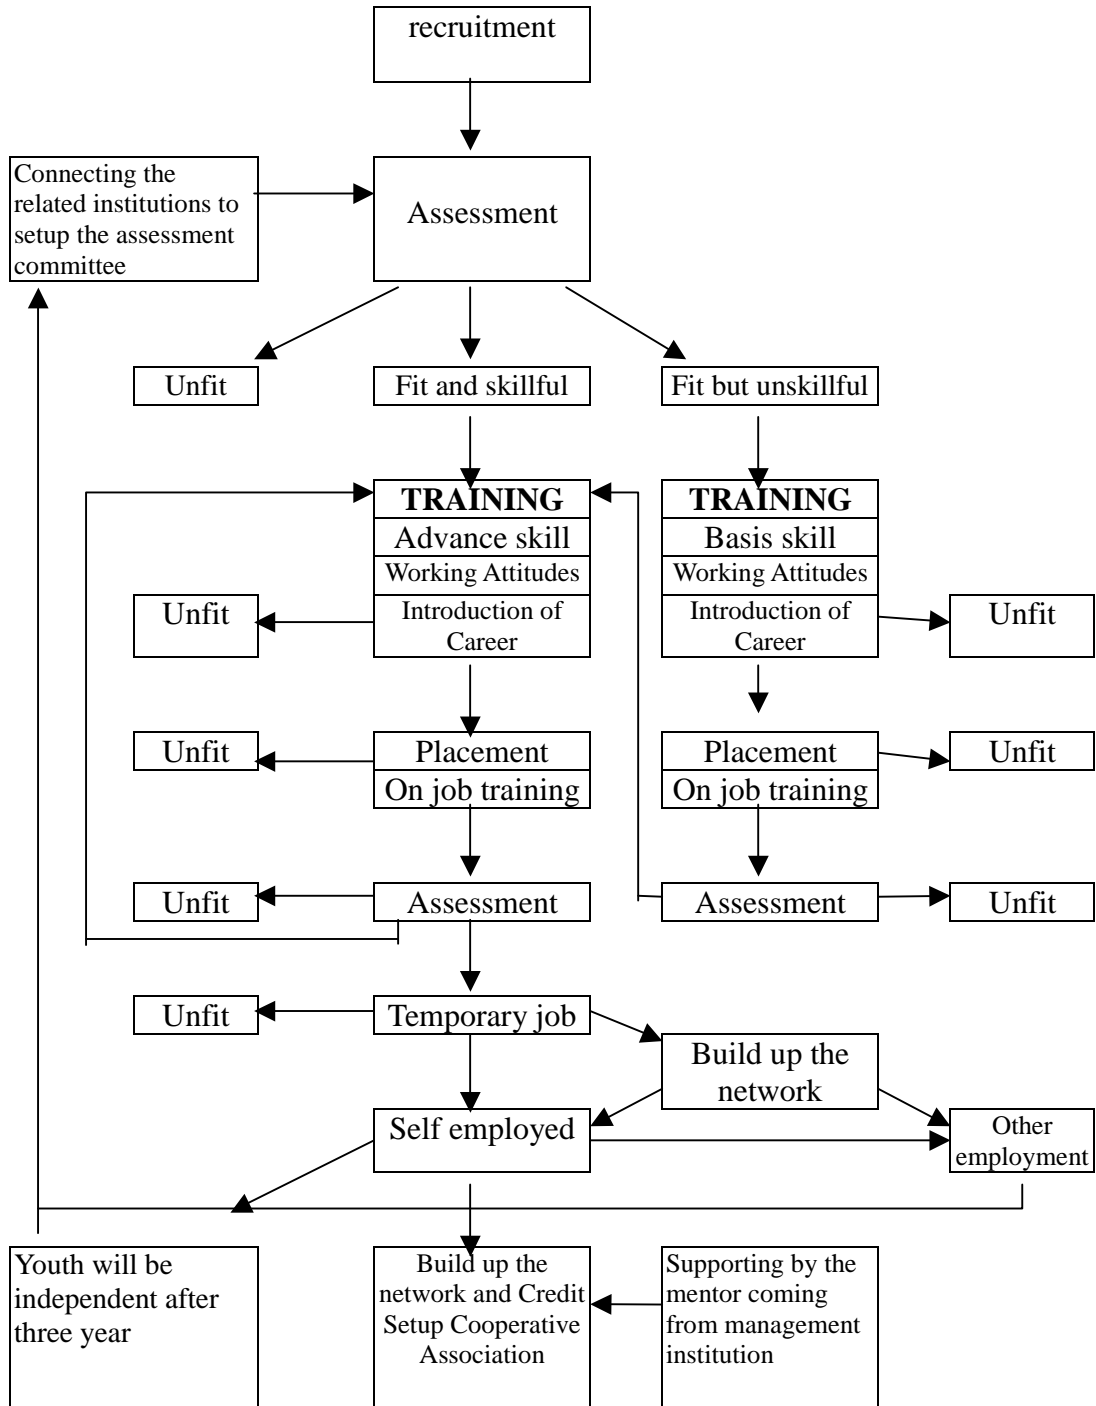 recruitment
Connecting the
related institutions to
setup the assessment
committee
Assessment
Unfit
Fit and skillful
Fit but unskillful
TRAINING
Advance skill
Working Attitudes
Introduction of
Career
TRAINING
Basis skill
Working Attitudes
Introduction of
Career
Unfit
Unfit
Unfit
Placement
On job training
Placement
On job training
Unfit
Unfit
Assessment
Assessment
Unfit
Unfit
Temporary job
Build up the
network
Self employed
Other
employment
Youth will be
independent after
three year
Build up the
network and Credit
Setup Cooperative
Association
Supporting by the
mentor coming
from management
institution